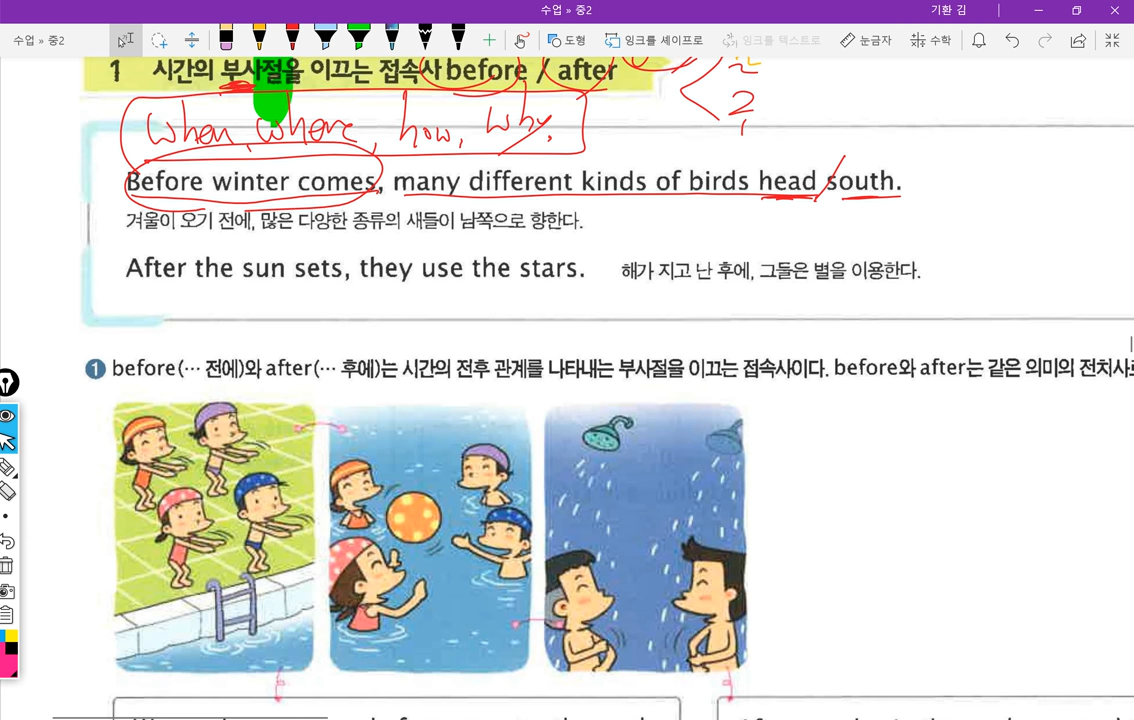 수업 » 중2
기환 김
수업 » 중2
도형
잉크를 셰이프로
잉크를 텍스트로
눈금자
수학
1 시간의 부사절을 이끄는 접속사 before / after
2
when, where, how, why,
Before winter comes, many different kinds of birds head south.
겨울이 오기 전에, 많은 다양한 종류의 새들이 남쪽으로 향한다.
After the sun sets, they use the stars. 해가 지고 난 후에, 그들은 별을 이용한다.
1 before(… 전에)와 after(… 후에)는 시간의 전후 관계를 나타내는 부사절을 이끄는 접속사이다. before와 after는 같은 의미의 전치사로